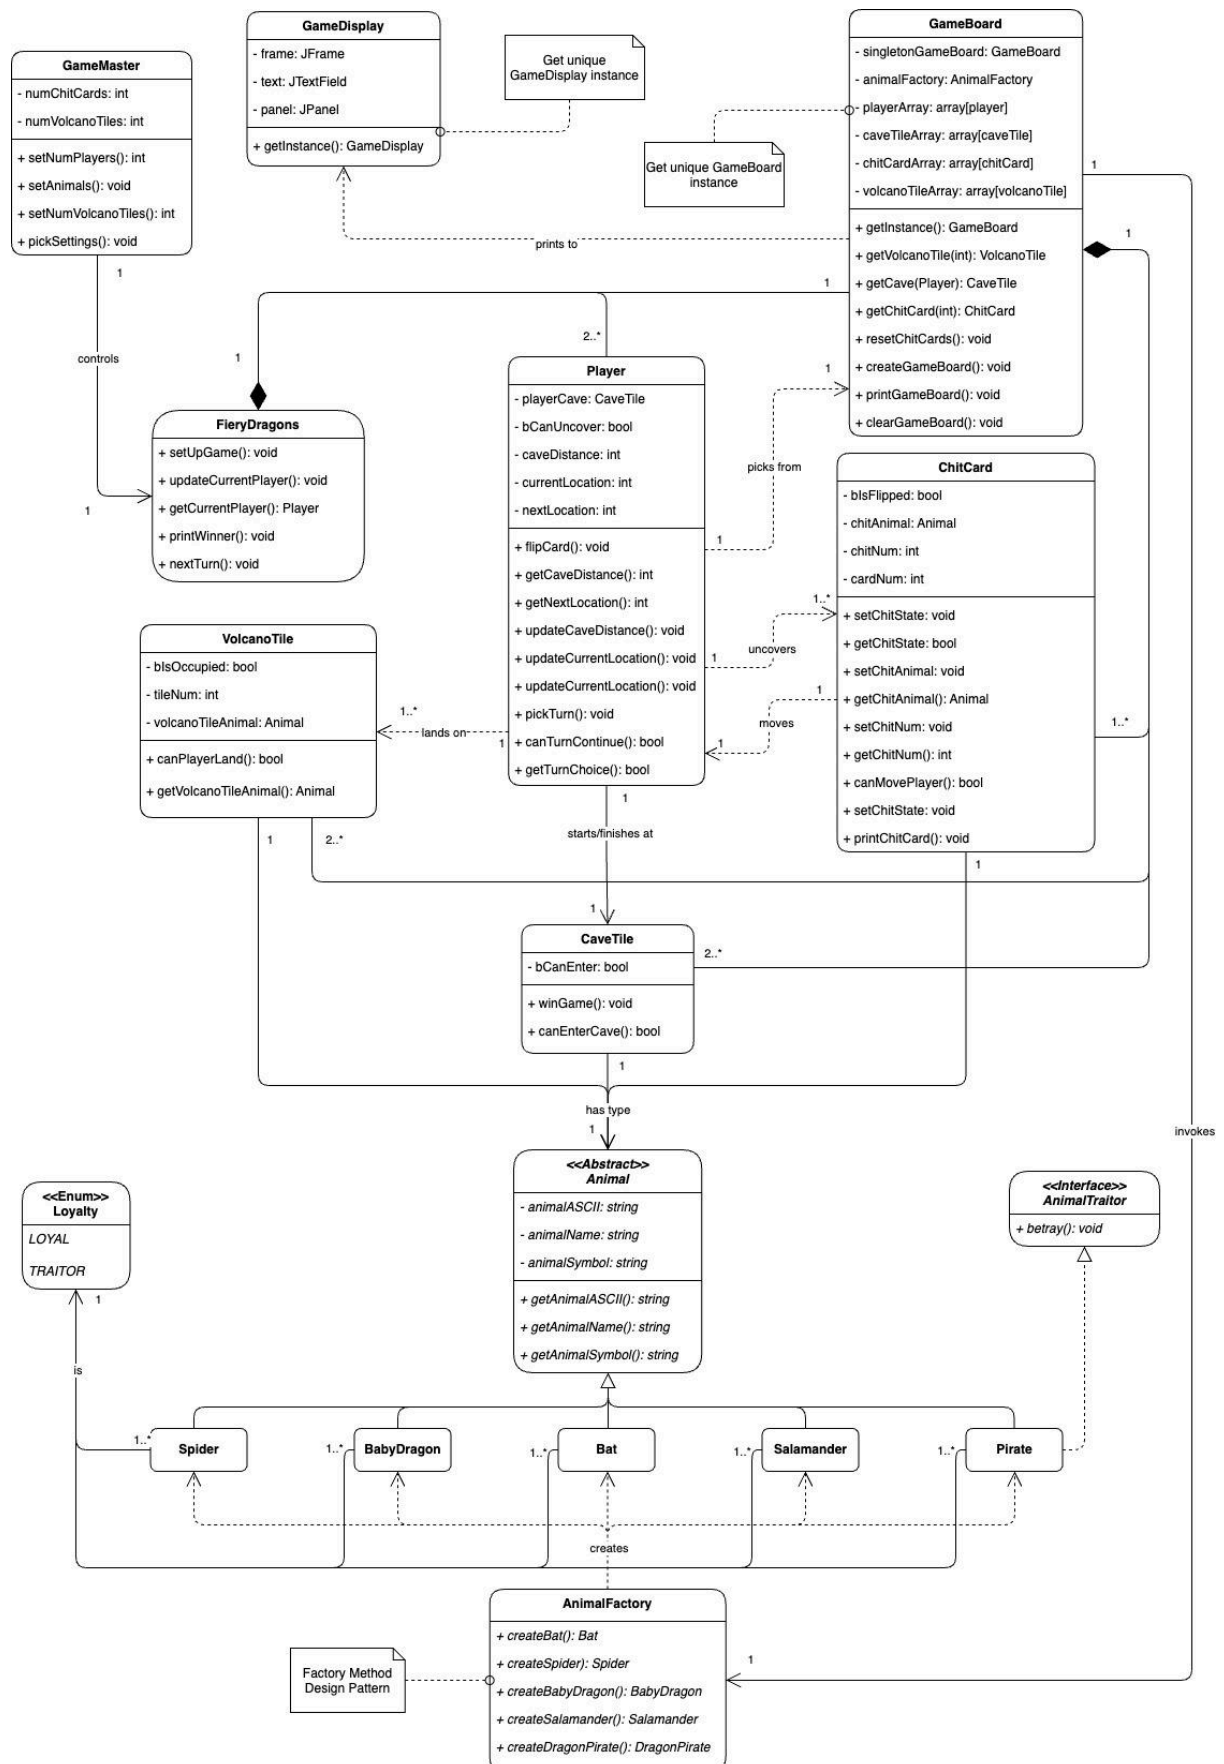 GameMaster
- numChitCards: int
- numVolcanoTiles: int
+ setNumPlayers(): int
+ setAnimals(): void
+ setNumVolcanoTiles(): int
+ pickSettings(): void
GameDisplay
- frame: JFrame
- text: JTextField
- panel: JPanel
+ getInstance(): GameDisplay
Get unique
GameDisplay instance
Get unique GameBoard
instance
GameBoard
- singletonGameBoard: GameBoard
- animalFactory: AnimalFactory
- playerArray: array[player]
- caveTileArray: array[caveTile]
- chitCardArray: array[chitCard]
- volcanoTileArray: array[volcanoTile]
+ getInstance(): GameBoard
+ getVolcanoTile(int): VolcanoTile
+ getCave(Player): CaveTile
+ getChitCard(int): ChitCard
+ resetChitCards(): void
+ createGameBoard(): void
+ printGameBoard(): void
+ clearGameBoard(): void
1
1
prints to
1
1
controls
1
1
2..*
1
FieryDragons
+ setUpGame(): void
+ updateCurrentPlayer(): void
+ getCurrentPlayer(): Player
+ printWinner(): void
+ nextTurn(): void
Player
- playerCave: CaveTile
- bCanUncover: bool
- caveDistance: int
- currentLocation: int
- nextLocation: int
+ flipCard(): void
+ getCaveDistance(): int
+ getNextLocation(): int
+ updateCaveDistance(): void
+ updateCurrentLocation(): void
+ updateCurrentLocation(): void
+ pickTurn(): void
+ canTurnContinue(): bool
+ getTurnChoice(): bool
picks from
1
1..*
uncovers
1
1
moves
1
ChitCard
- bIsFlipped: bool
- chitAnimal: Animal
- chitNum: int
- cardNum: int
+ setChitState: void
+ getChitState: bool
+ setChitAnimal: void
+ getChitAnimal(): Animal
+ setChitNum: void
+ getChitNum(): int
+ canMovePlayer(): bool
+ setChitState: void
+ printChitCard(): void
1..*
1
VolcanoTile
- bIsOccupied: bool
- tileNum: int
- volcanoTileAnimal: Animal
+ canPlayerLand(): bool
+ getVolcanoTileAnimal(): Animal
1..*
lands on
1
1
2..*
1
starts/finishes at
1
CaveTile
- bCanEnter: bool
+ winGame(): void
+ canEnterCave(): bool
2..*
1
has type
1
invokes
<<Abstract>>
Animal
- animalASCII: string
- animalName: string
- animalSymbol: string
+ getAnimalASCII(): string
+ getAnimalName(): string
+ getAnimalSymbol(): string
<<Enum>>
Loyalty
LOYAL
TRAITOR
1
is
<<Interface>>
AnimalTraitor
+ betray(): void
1..*
Spider
1..*
BabyDragon
1..*
Bat
1..*
Salamander
1..*
Pirate
creates
AnimalFactory
+ createBat(): Bat
+ createSpider): Spider
+ createBabyDragon(): BabyDragon
+ createSalamander(): Salamander
+ createDragonPirate(): DragonPirate
Factory Method
Design Pattern
1